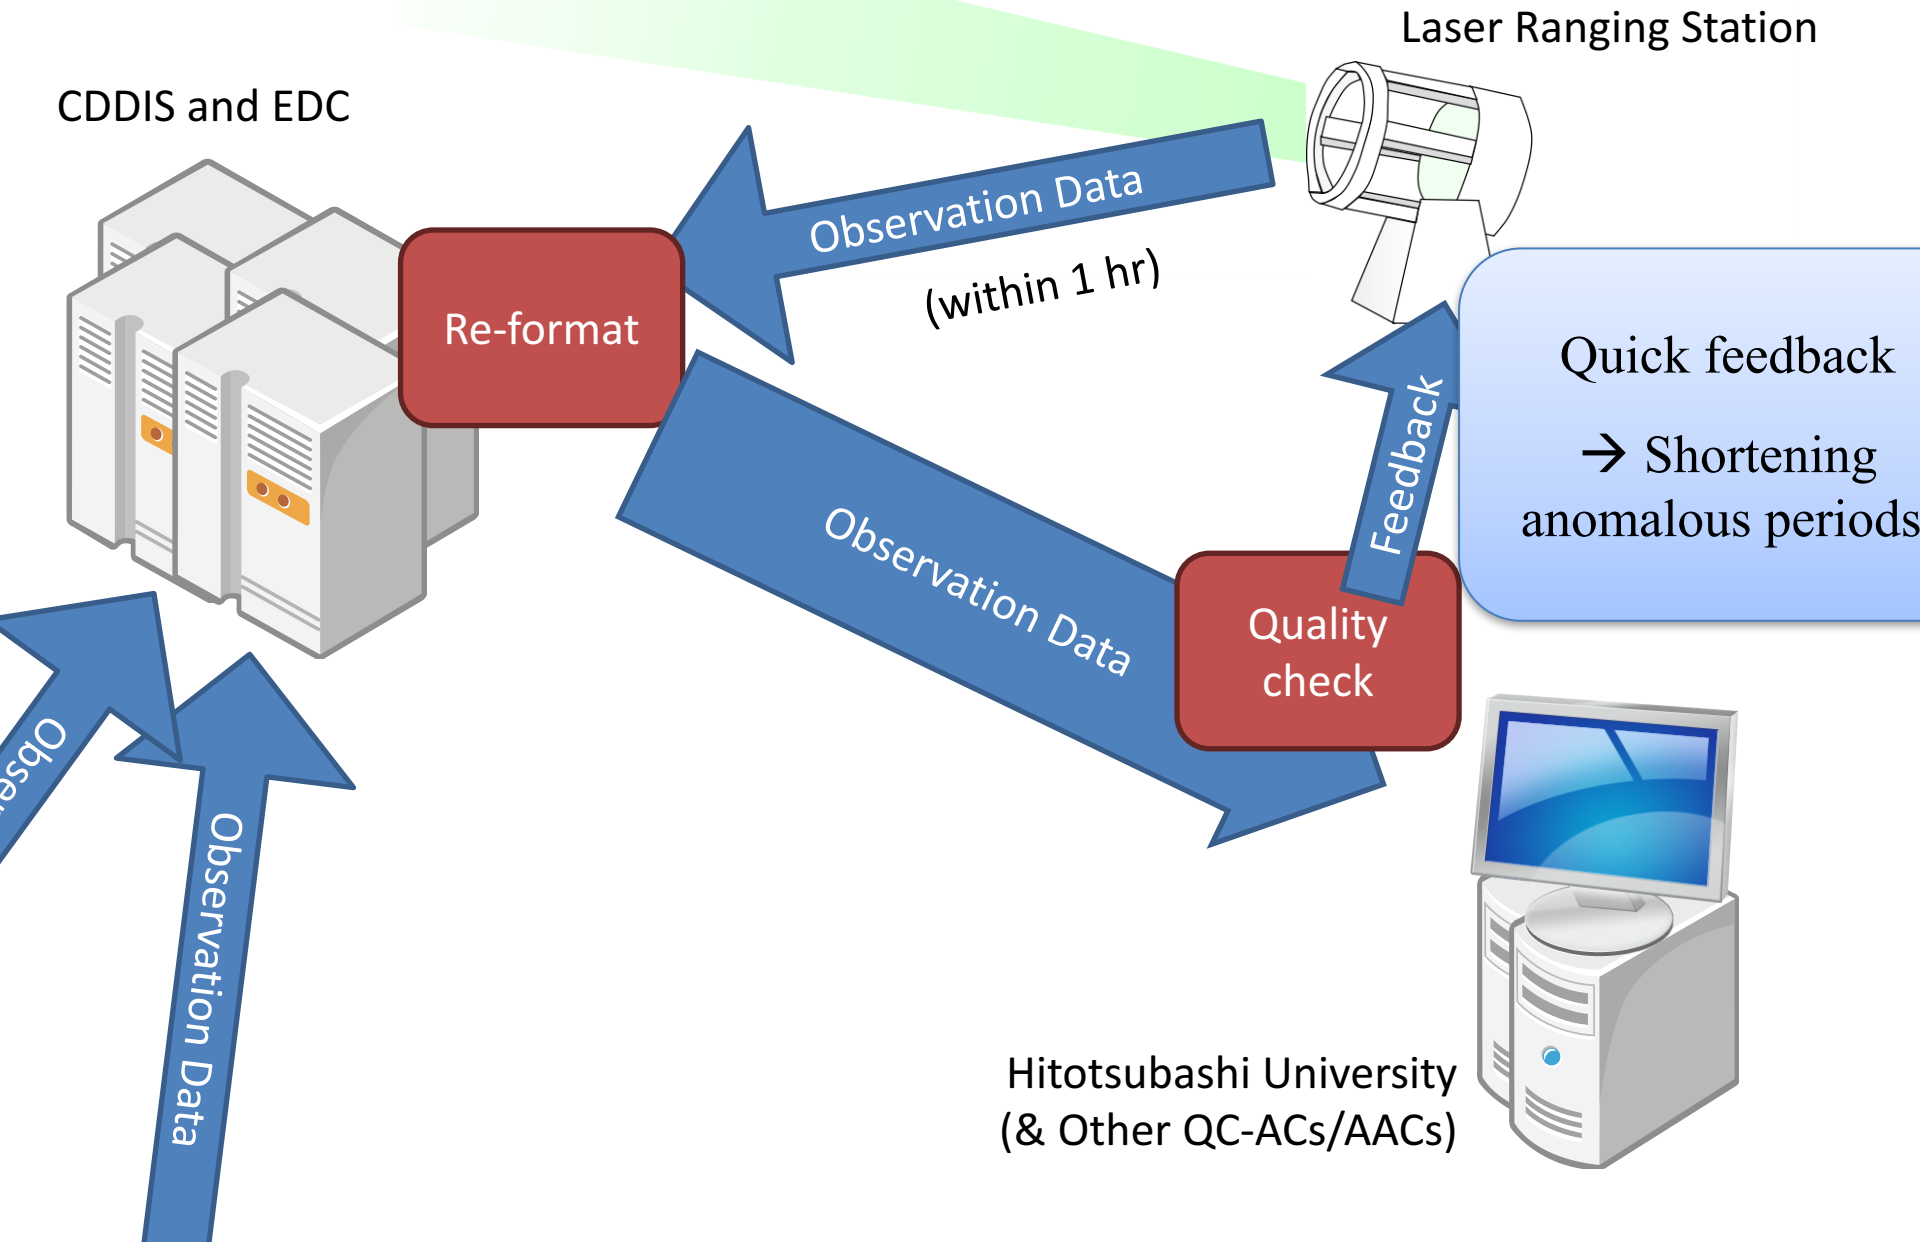 Laser Ranging Station
CDDIS and EDC
Observation Data
(within 1 hr)
Re-format
Quick feedback
→ Shortening
anomalous periods
Feedback
Observation Data
Quality
check
Observation Data
Hitotsubashi University
(& Other QC-ACs/AACs)